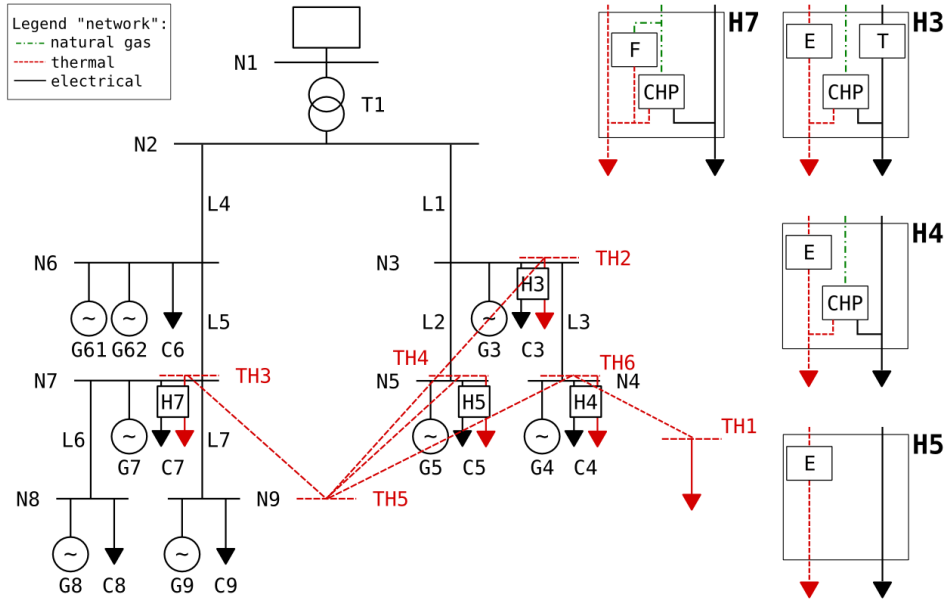 Legend "network":
natural gas
thermal
electrical
N1
T1
N2
L4
L1
N6
N3
TH2
H3
G61
G62
C6
L5
L2
G3
C3
L3
TH4
TH6
N7
TH3
N5
N4
H7
H5
H4
L6
G7
C7
L7
G5
C5
G4
C4
TH1
N8
N9
TH5
G8
C8
G9
C9
H7
F
CHP
H3
E
T
CHP
H4
E
CHP
H5
E
~
~
~
~
~
~
~
~